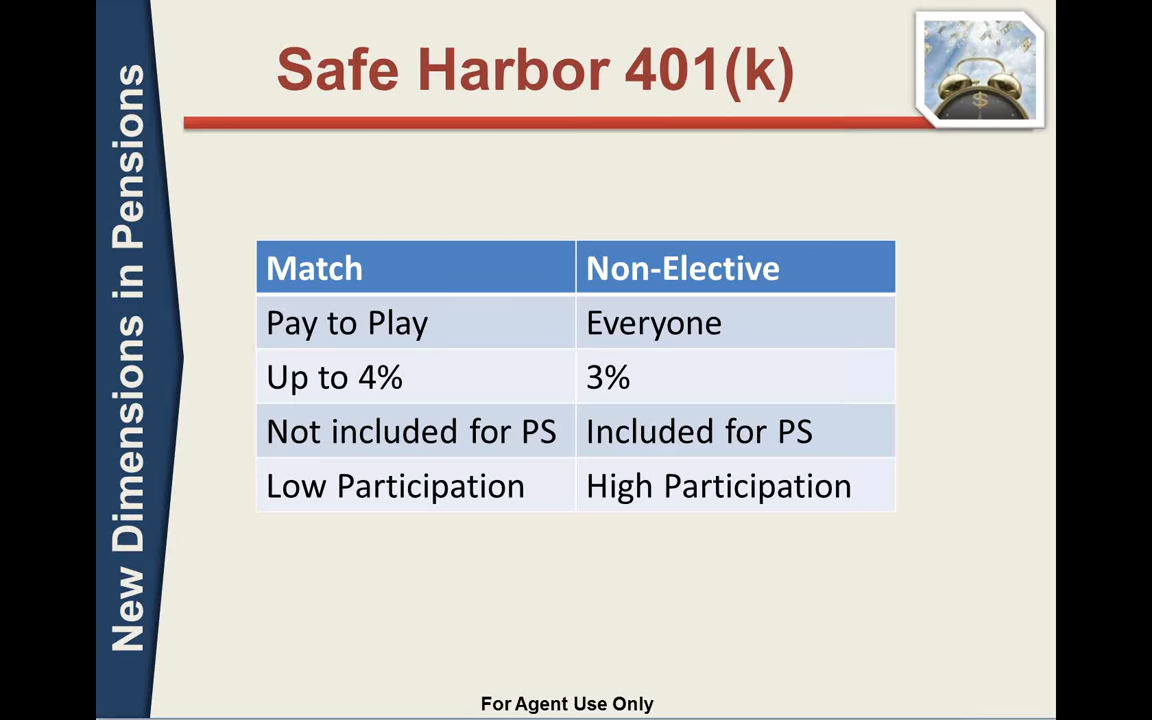 New Dimensions in Pensions
Safe Harbor 401(k)
Match Non-Elective
Pay to Play Everyone
Up to 4% 3%
Not included for PS Included for PS
Low Participation High Participation
For Agent Use Only